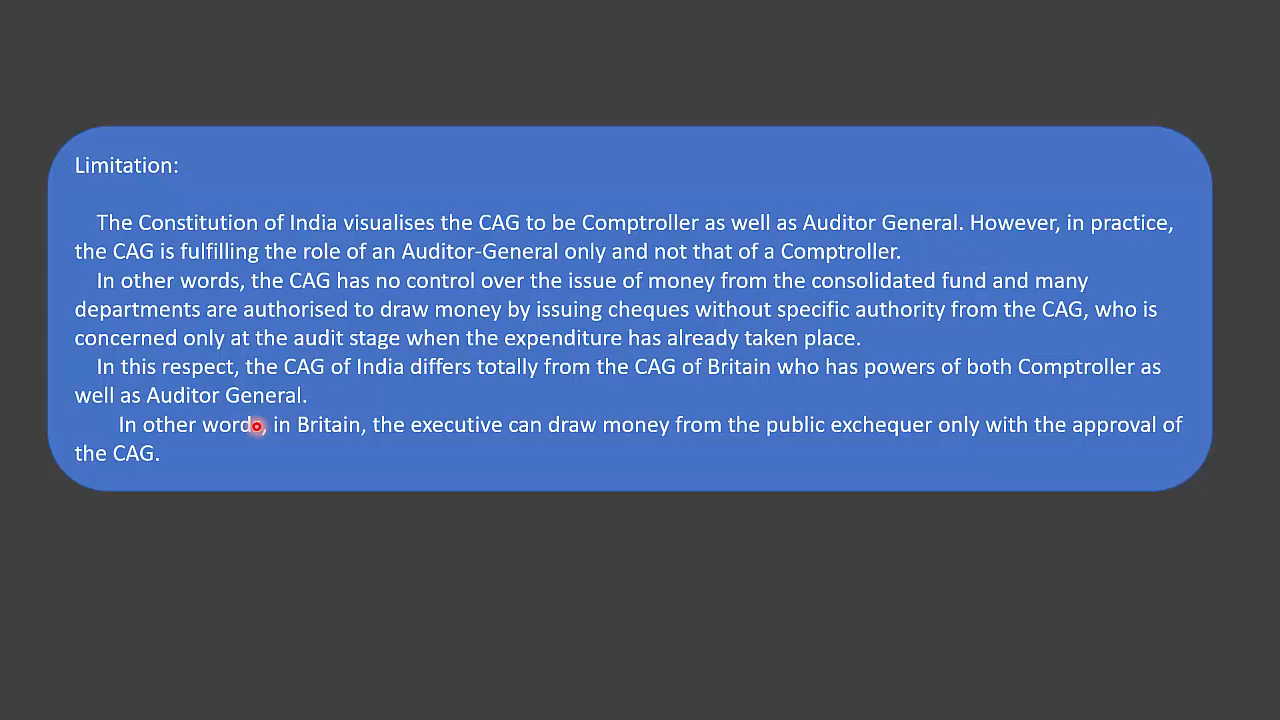 Limitation:
The Constitution of India visualises the CAG to be Comptroller as well as Auditor General. However, in practice,
the CAG is fulfilling the role of an Auditor-General only and not that of a Comptroller.
In other words, the CAG has no control over the issue of money from the consolidated fund and many
departments are authorised to draw money by issuing cheques without specific authority from the CAG, who is
concerned only at the audit stage when the expenditure has already taken place.
In this respect, the CAG of India differs totally from the CAG of Britain who has powers of both Comptroller as
well as Auditor General.
In other words, in Britain, the executive can draw money from the public exchequer only with the approval of
the CAG.